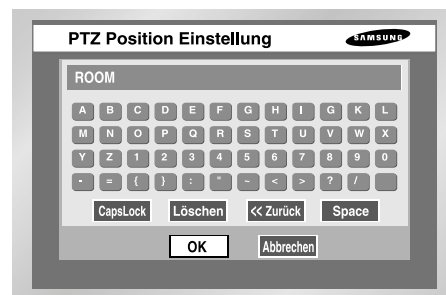 PTZ Position Einstellung SAMSUNG
ROOM
A B C D E F G H I G K L
M N O P Q R S T U V W X
Y Z 1 2 3 4 5 6 7 8 9 0
- = { } : " ~ < > ? /
CapsLock Löschen << Zurück Space
OK Abbrechen